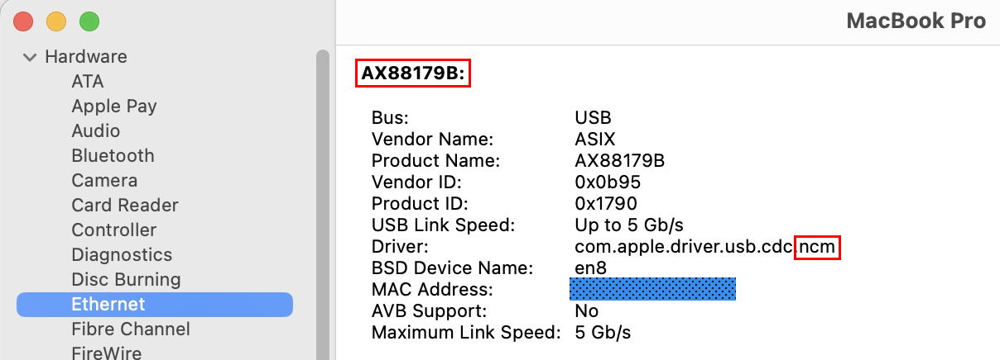 MacBook Pro
Hardware
ATA
Apple Pay
Audio
Bluetooth
Camera
Card Reader
Controller
Diagnostics
Disc Burning
Ethernet
Fibre Channel
FireWire
AX88179B:
Bus: USB
Vendor Name: ASIX
Product Name: AX88179B
Vendor ID: 0x0b95
Product ID: 0x1790
USB Link Speed: Up to 5 Gb/s
Driver: com.apple.driver.usb.cdc.ncm
BSD Device Name: en8
MAC Address:
AVB Support: No
Maximum Link Speed: 5 Gb/s